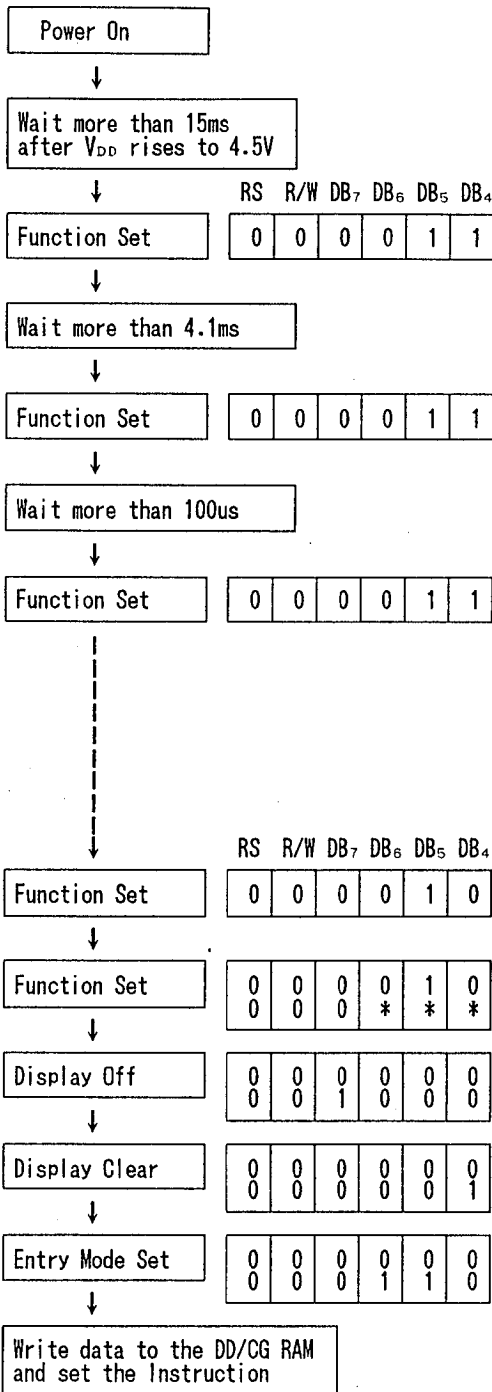 Power On
Wait more than 15ms
after VDD rises to 4.5V
RS R/W DB7 DB6 DB5 DB4
Function Set 0 0 0 0 1 1
Wait more than 4.1ms
Function Set 0 0 0 0 1 1
Wait more than 100us
Function Set 0 0 0 0 1 1
RS R/W DB7 DB6 DB5 DB4
Function Set 0 0 0 0 1 0
Function Set 0 0 0 0 1 0
0 0 0 * * *
Display Off 0 0 0 0 0 0
0 0 1 0 0 0
Display Clear 0 0 0 0 0 0
0 0 0 0 0 1
Entry Mode Set 0 0 0 0 0 0
0 0 0 1 1 0
Write data to the DD/CG RAM
and set the Instruction